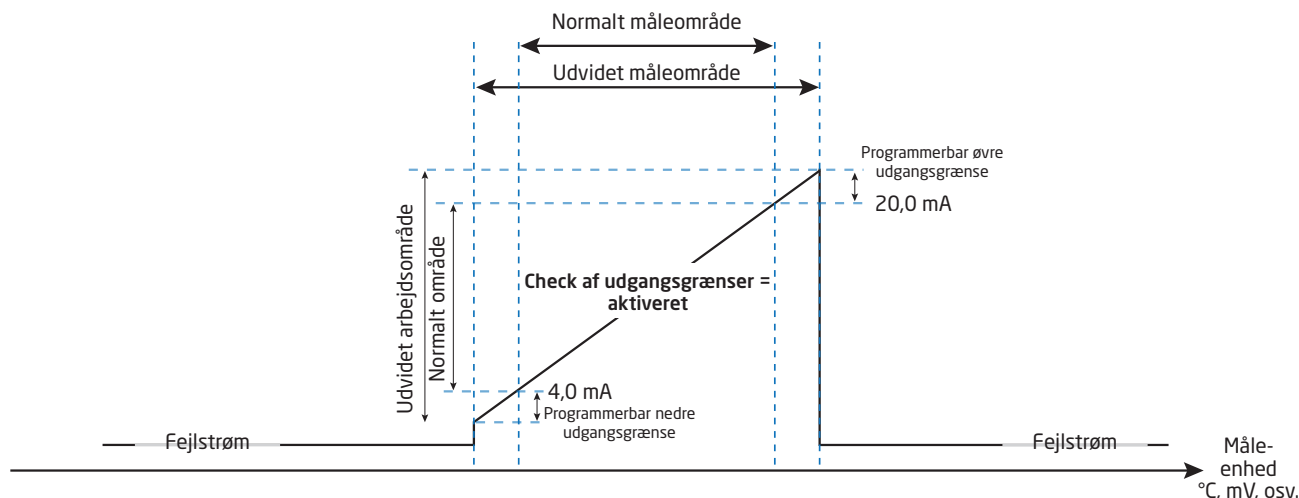 Normalt måleområde
Udvidet måleområde
Programmerbar øvre
udgangsgrænse
20,0 mA
Udvidet arbejdsområde
Normalt område
Check af udgangsgrænser =
aktiveret
4,0 mA
Programmerbar nedre
udgangsgrænse
Fejlstrøm
Fejlstrøm
Måle-
enhed
°C, mV, osv.